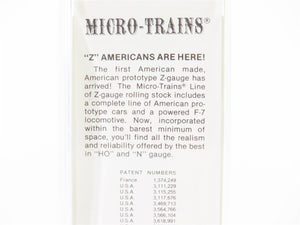 MICRO-TRAINS®
"Z" AMERICANS ARE HERE!
The first American made,
American prototype Z-gauge has
arrived! The Micro-Trains® Line
of Z-gauge rolling stock includes
a complete line of American pro-
totype cars and a powered F-7
locomotive. Now, incorporated
within the barest minimum of
space, you'll find all the realism
and reliability offered by the best
in "HO" and "N" gauge.
PATENT NUMBERS
France 1,374,249
U.S.A. 3,111,229
U.S.A. 3,115,756
U.S.A. 3,117,676
U.S.A. 3,469,713
U.S.A. 3,564,766
U.S.A. 3,566,104
U.S.A. 3,618,991